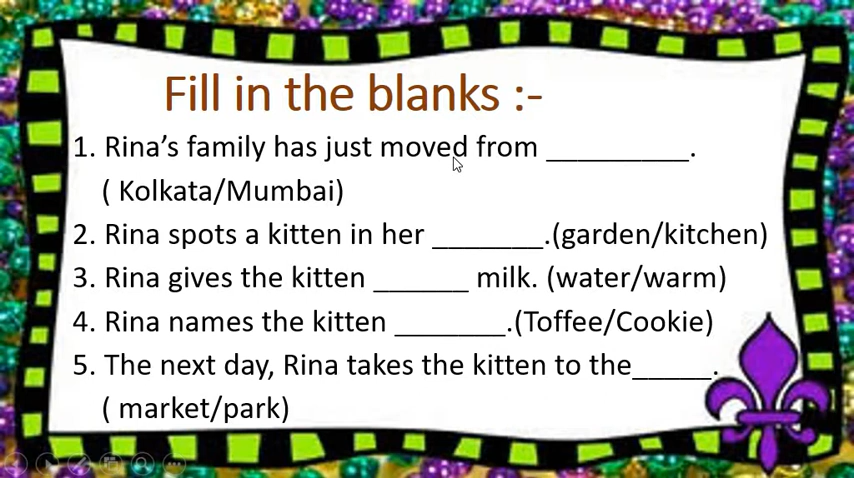 Fill in the blanks :-
1. Rina’s family has just moved from _________.
( Kolkata/Mumbai)
2. Rina spots a kitten in her _______.(garden/kitchen)
3. Rina gives the kitten ______ milk. (water/warm)
4. Rina names the kitten _______.(Toffee/Cookie)
5. The next day, Rina takes the kitten to the_____.
( market/park)